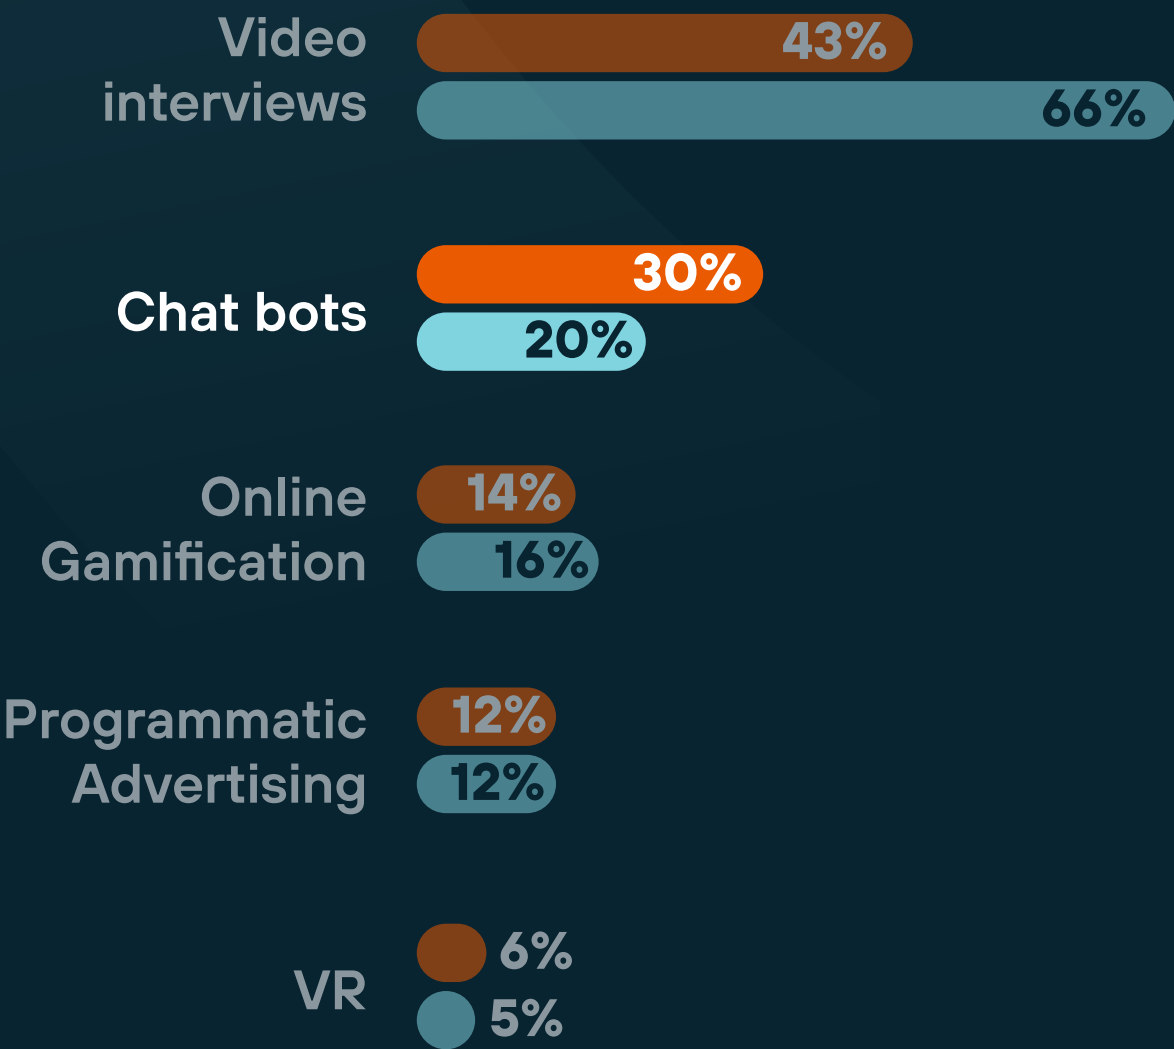 Video
interviews
43%
66%
Chat bots
30%
20%
Online
Gamification
14%
16%
Programmatic
Advertising
12%
12%
VR
6%
5%